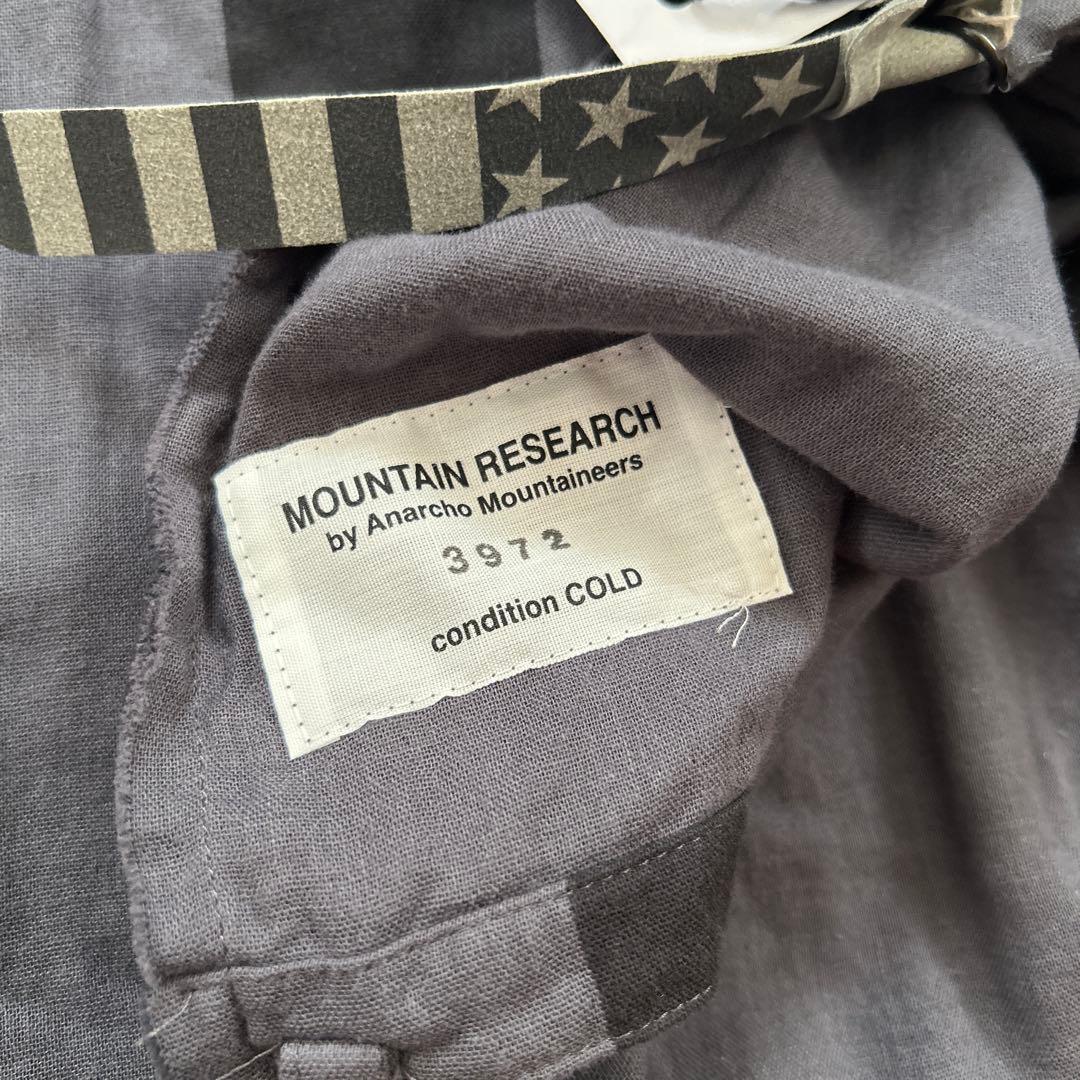 MOUNTAIN RESEARCH
by Anarcho Mountaineers
3972
condition COLD